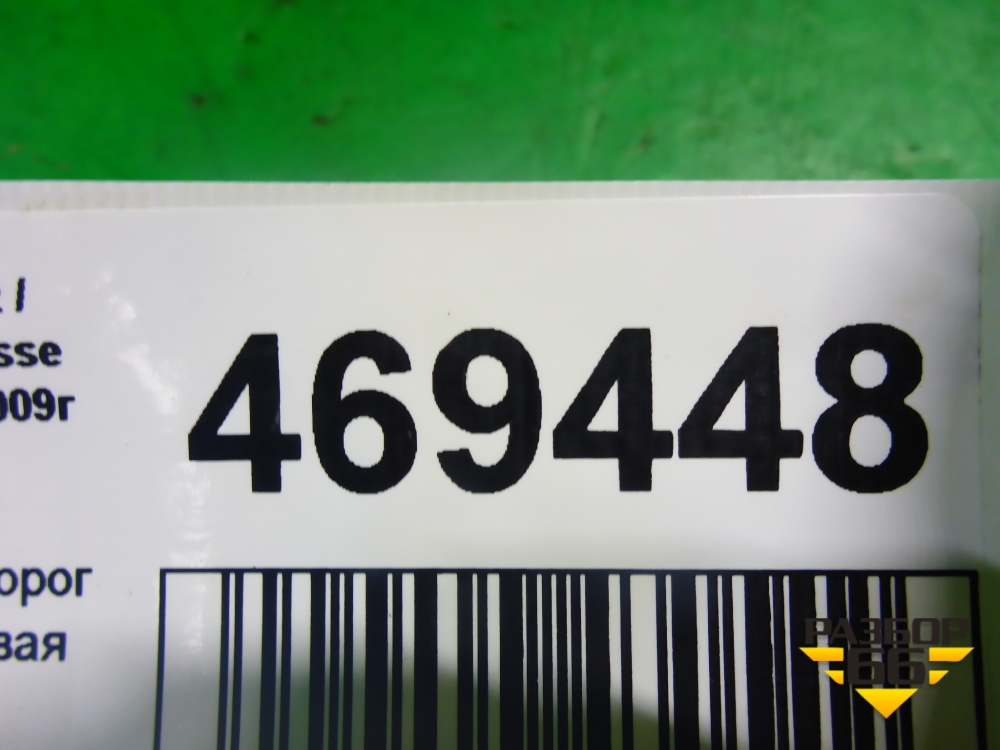 /
sse
009г
469448
орог
вая
РАЗБОР
66